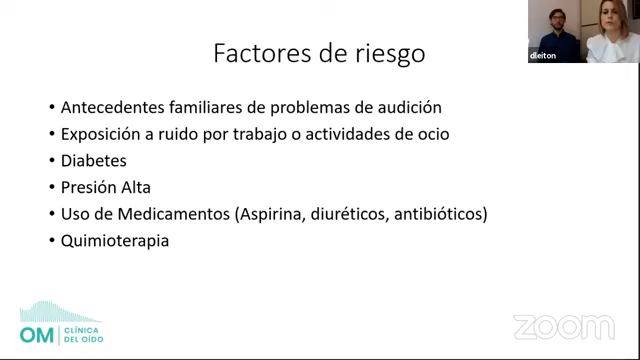 dleiton
Factores de riesgo
• Antecedentes familiares de problemas de audición
• Exposición a ruido por trabajo o actividades de ocio
• Diabetes
• Presión Alta
• Uso de Medicamentos (Aspirina, diuréticos, antibióticos)
• Quimioterapia
OM CLÍNICA
DEL OÍDO
zoom